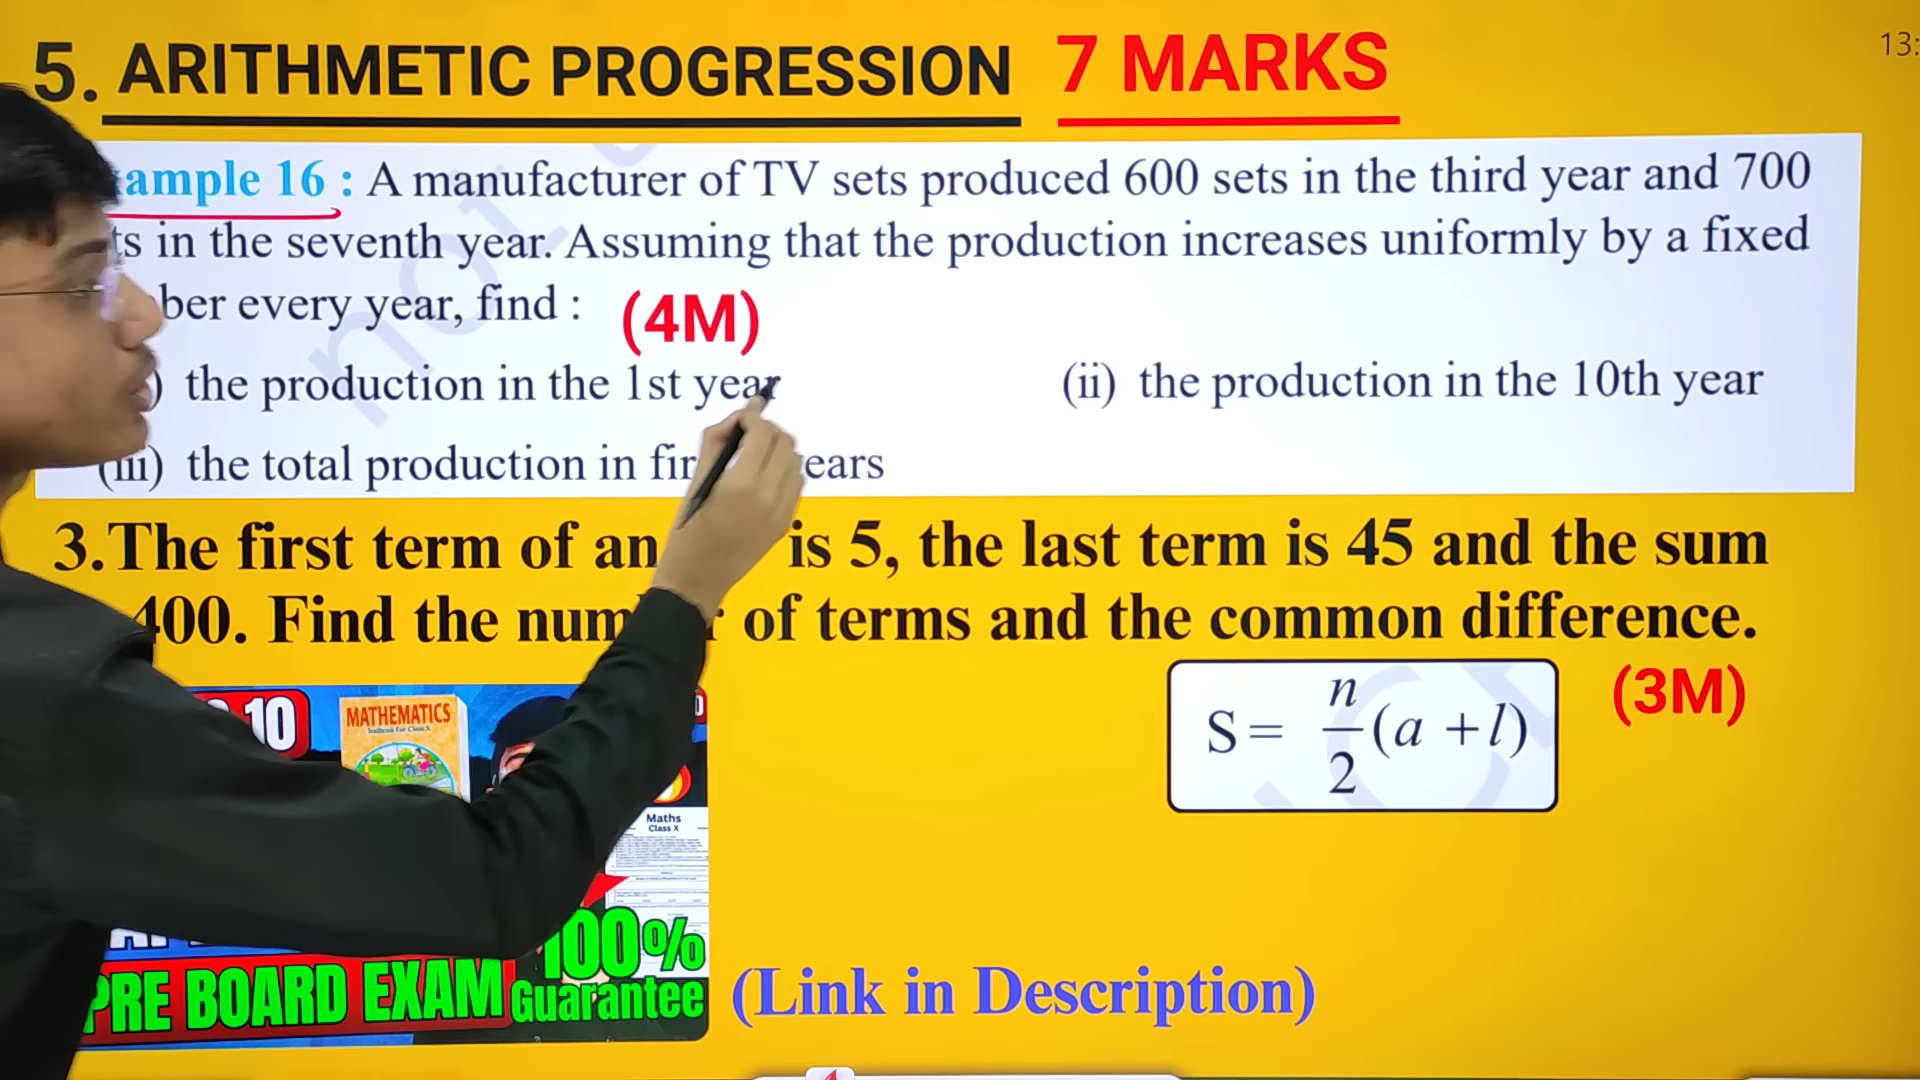 5. ARITHMETIC PROGRESSION 7 MARKS
13:
ample 16 : A manufacturer of TV sets produced 600 sets in the third year and 700
ts in the seventh year. Assuming that the production increases uniformly by a fixed
ber every year, find : (4M)
) the production in the 1st year (ii) the production in the 10th year
(iii) the total production in fir ears
3.The first term of an is 5, the last term is 45 and the sum
400. Find the num of terms and the common difference.
S = n/2 (a + l) (3M)
10
MATHEMATICS
Textbook For Class X
Maths
Class X
100%
PRE BOARD EXAM Guarantee
(Link in Description)